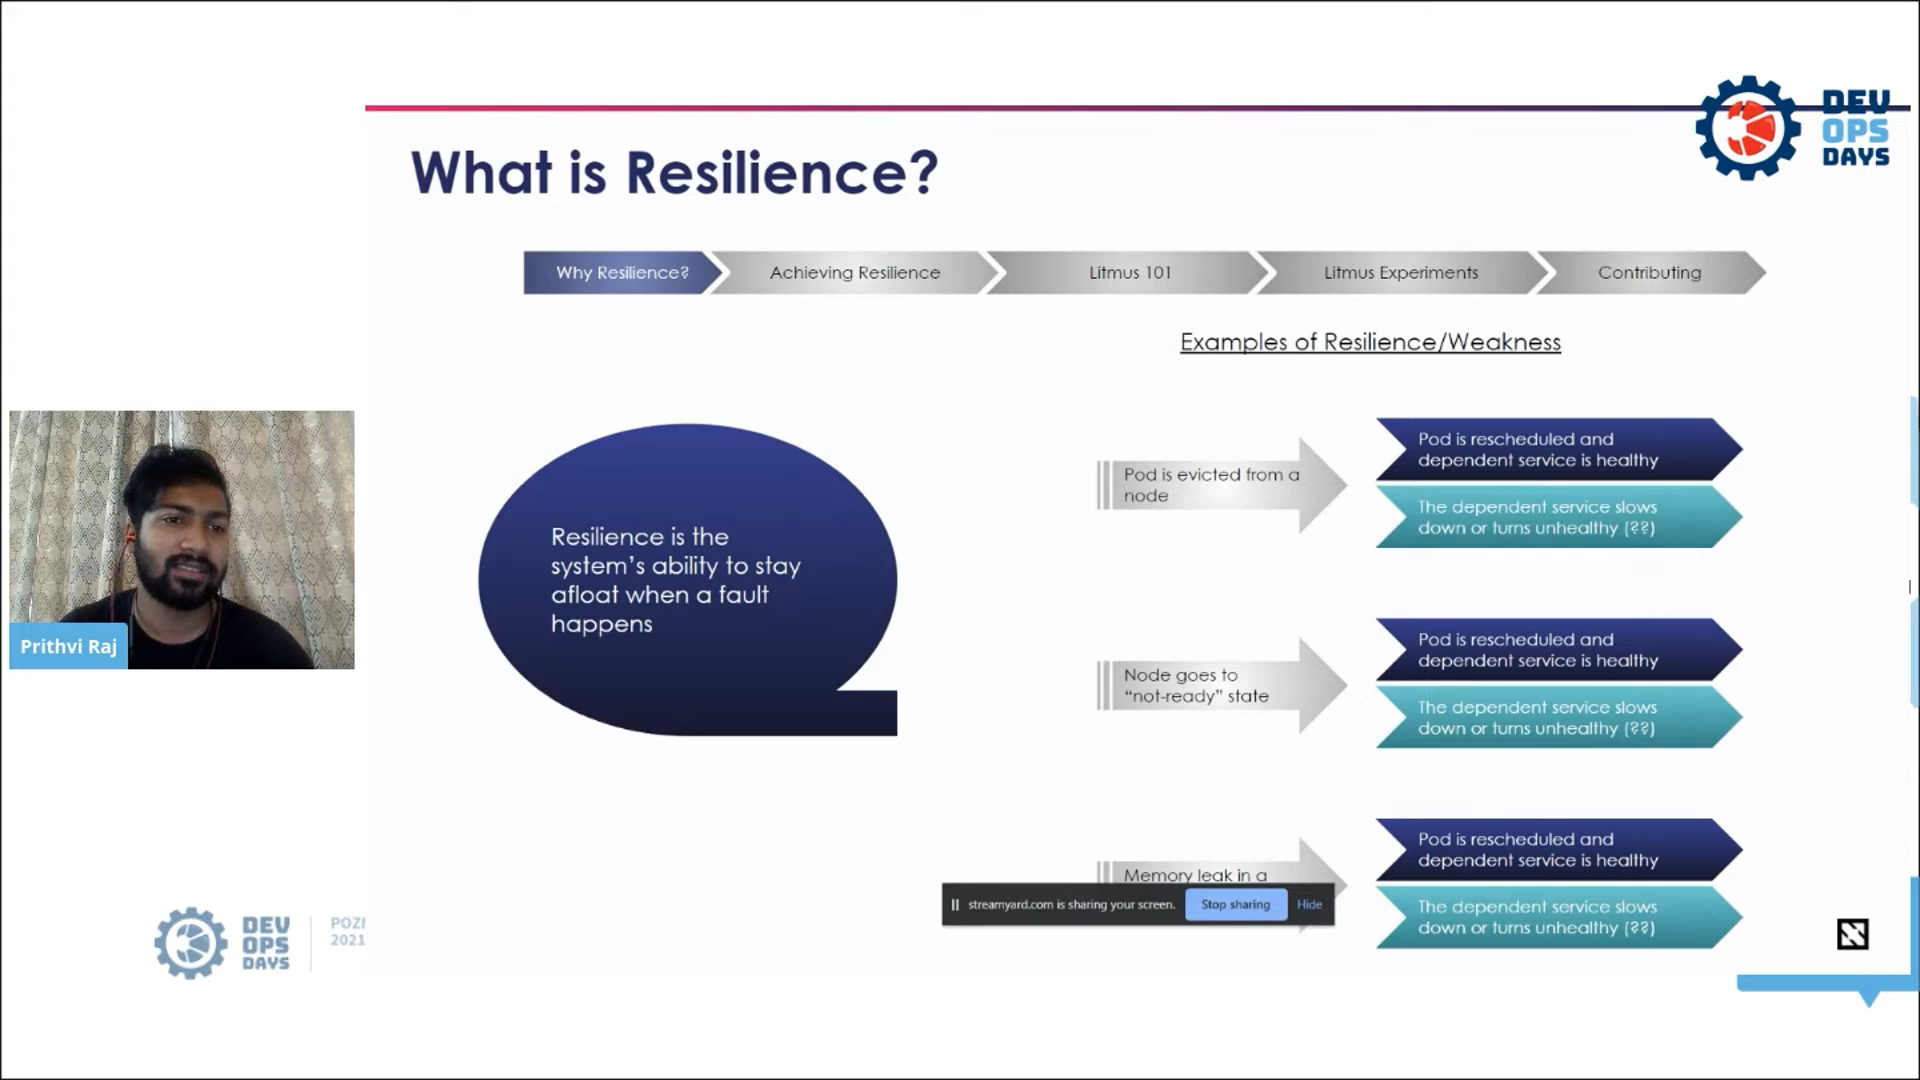 DEV
OPS
DAYS
What is Resilience?
Why Resilience?
Achieving Resilience
Litmus 101
Litmus Experiments
Contributing
Examples of Resilience/Weakness
Resilience is the
system's ability to stay
afloat when a fault
happens
Pod is evicted from a
node
Pod is rescheduled and
dependent service is healthy
The dependent service slows
down or turns unhealthy (??)
Node goes to
“not-ready” state
Pod is rescheduled and
dependent service is healthy
The dependent service slows
down or turns unhealthy (??)
Memory leak in a
Pod is rescheduled and
dependent service is healthy
The dependent service slows
down or turns unhealthy (??)
streamyard.com is sharing your screen.
Stop sharing
Hide
Prithvi Raj
DEV
OPS
DAYS
2021